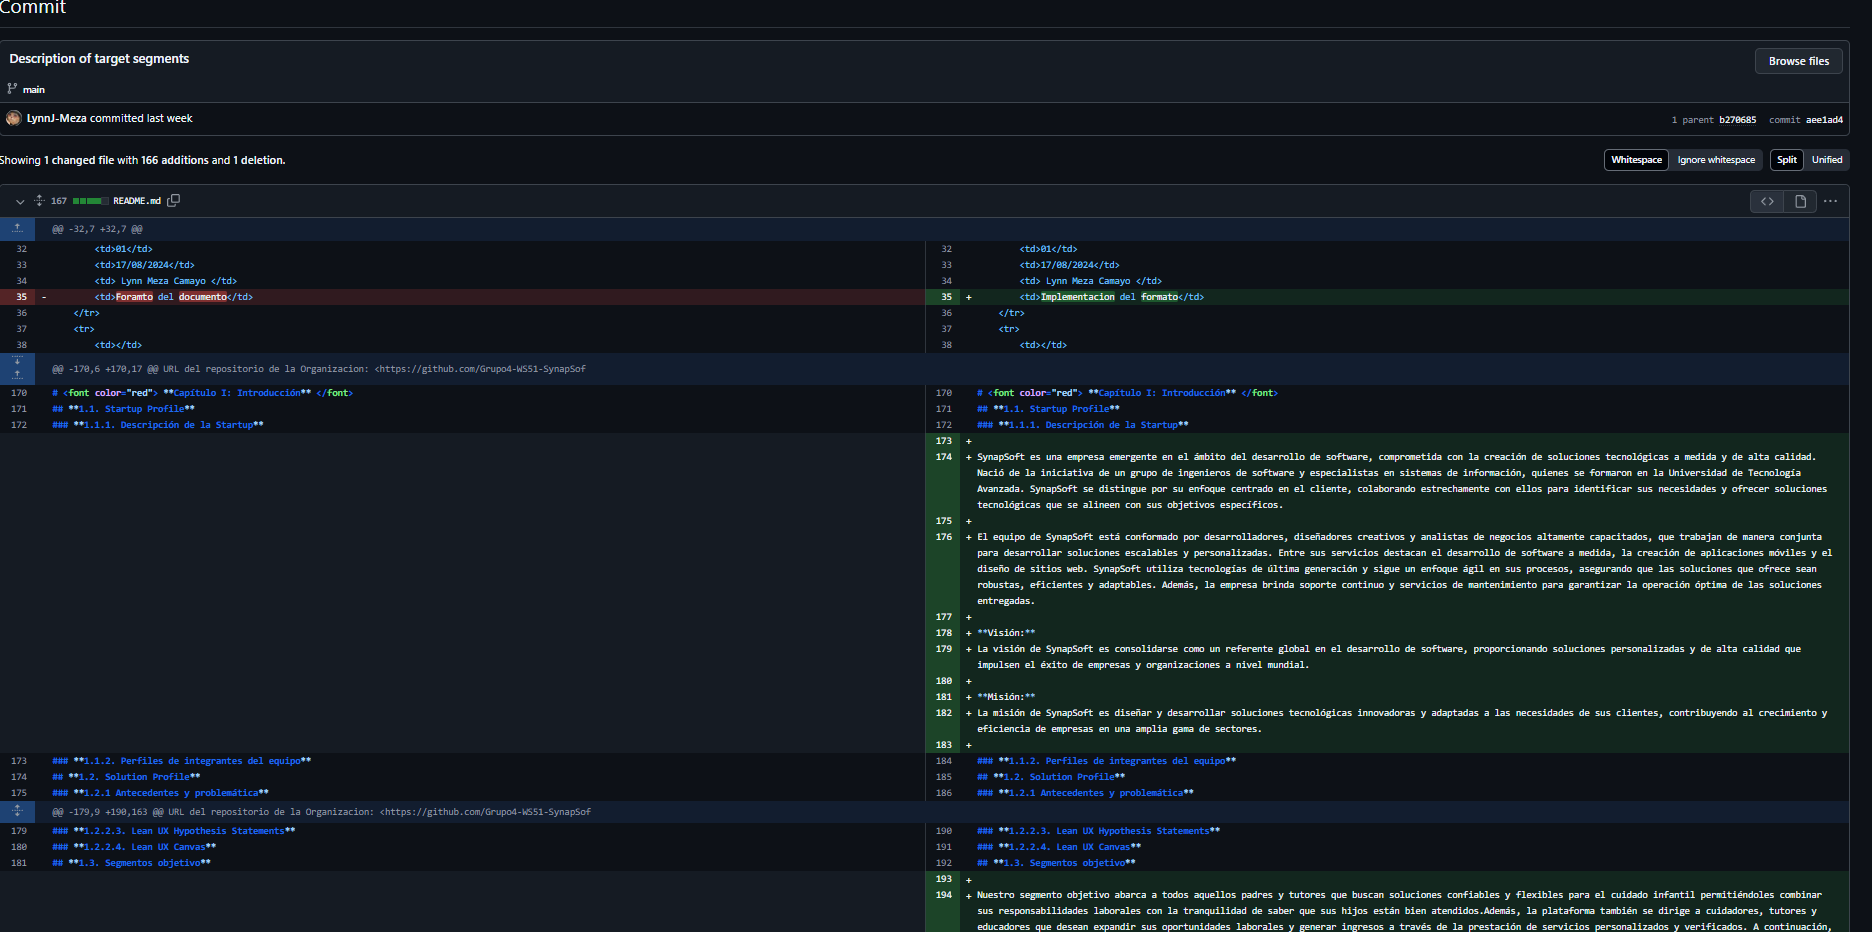 Commit
Description of target segments
Browse files
main
LynnJ-Meza committed last week
1 parent b270685 commit aee1ad4
Showing 1 changed file with 166 additions and 1 deletion.
Whitespace Ignore whitespace Split Unified
167 README.md
@@ -32,7 +32,7 @@
32 <td>01</td>
33 <td>17/08/2024</td>
34 <td> Lynn Meza Camayo </td>
35 - <td>Foramto del documento</td>
36 </tr>
37 <tr>
38 <td></td>
32 <td>01</td>
33 <td>17/08/2024</td>
34 <td> Lynn Meza Camayo </td>
35 + <td>Implementacion del formato</td>
36 </tr>
37 <tr>
38 <td></td>
@@ -170,6 +170,17 @@ URL del repositorio de la Organizacion: <https://github.com/Grupo4-WS51-SynapSof
170 # <font color="red"> **Capítulo I: Introducción** </font>
171 ## **1.1. Startup Profile**
172 ### **1.1.1. Descripción de la Startup**
170 # <font color="red"> **Capítulo I: Introducción** </font>
171 ## **1.1. Startup Profile**
172 ### **1.1.1. Descripción de la Startup**
173 +
174 + SynapSoft es una empresa emergente en el ámbito del desarrollo de software, comprometida con la creación de soluciones tecnológicas a medida y de alta calidad.
Nació de la iniciativa de un grupo de ingenieros de software y especialistas en sistemas de información, quienes se formaron en la Universidad de Tecnología
Avanzada. SynapSoft se distingue por su enfoque centrado en el cliente, colaborando estrechamente con ellos para identificar sus necesidades y ofrecer soluciones
tecnológicas que se alineen con sus objetivos específicos.
175 +
176 + El equipo de SynapSoft está conformado por desarrolladores, diseñadores creativos y analistas de negocios altamente capacitados, que trabajan de manera conjunta
para desarrollar soluciones escalables y personalizadas. Entre sus servicios destacan el desarrollo de software a medida, la creación de aplicaciones móviles y el
diseño de sitios web. SynapSoft utiliza tecnologías de última generación y sigue un enfoque ágil en sus procesos, asegurando que las soluciones que ofrece sean
robustas, eficientes y adaptables. Además, la empresa brinda soporte continuo y servicios de mantenimiento para garantizar la operación óptima de las soluciones
entregadas.
177 +
178 + **Visión:**
179 + La visión de SynapSoft es consolidarse como un referente global en el desarrollo de software, proporcionando soluciones personalizadas y de alta calidad que
impulsen el éxito de empresas y organizaciones a nivel mundial.
180 +
181 + **Misión:**
182 + La misión de SynapSoft es diseñar y desarrollar soluciones tecnológicas innovadoras y adaptadas a las necesidades de sus clientes, contribuyendo al crecimiento y
eficiencia de empresas en una amplia gama de sectores.
183 +
173 ### **1.1.2. Perfiles de integrantes del equipo**
174 ## **1.2. Solution Profile**
175 ### **1.2.1 Antecedentes y problemática**
184 ### **1.1.2. Perfiles de integrantes del equipo**
185 ## **1.2. Solution Profile**
186 ### **1.2.1 Antecedentes y problemática**
@@ -179,9 +190,163 @@ URL del repositorio de la Organizacion: <https://github.com/Grupo4-WS51-SynapSof
179 ### **1.2.2.3. Lean UX Hypothesis Statements**
180 ### **1.2.2.4. Lean UX Canvas**
181 ## **1.3. Segmentos objetivo**
190 ### **1.2.2.3. Lean UX Hypothesis Statements**
191 ### **1.2.2.4. Lean UX Canvas**
192 ## **1.3. Segmentos objetivo**
193 +
194 + Nuestro segmento objetivo abarca a todos aquellos padres y tutores que buscan soluciones confiables y flexibles para el cuidado infantil permitiéndoles combinar
sus responsabilidades laborales con la tranquilidad de saber que sus hijos están bien atendidos.Además, la plataforma también se dirige a cuidadores, tutores y
educadores que desean expandir sus oportunidades laborales y generar ingresos a través de la prestación de servicios personalizados y verificados. A continuación,